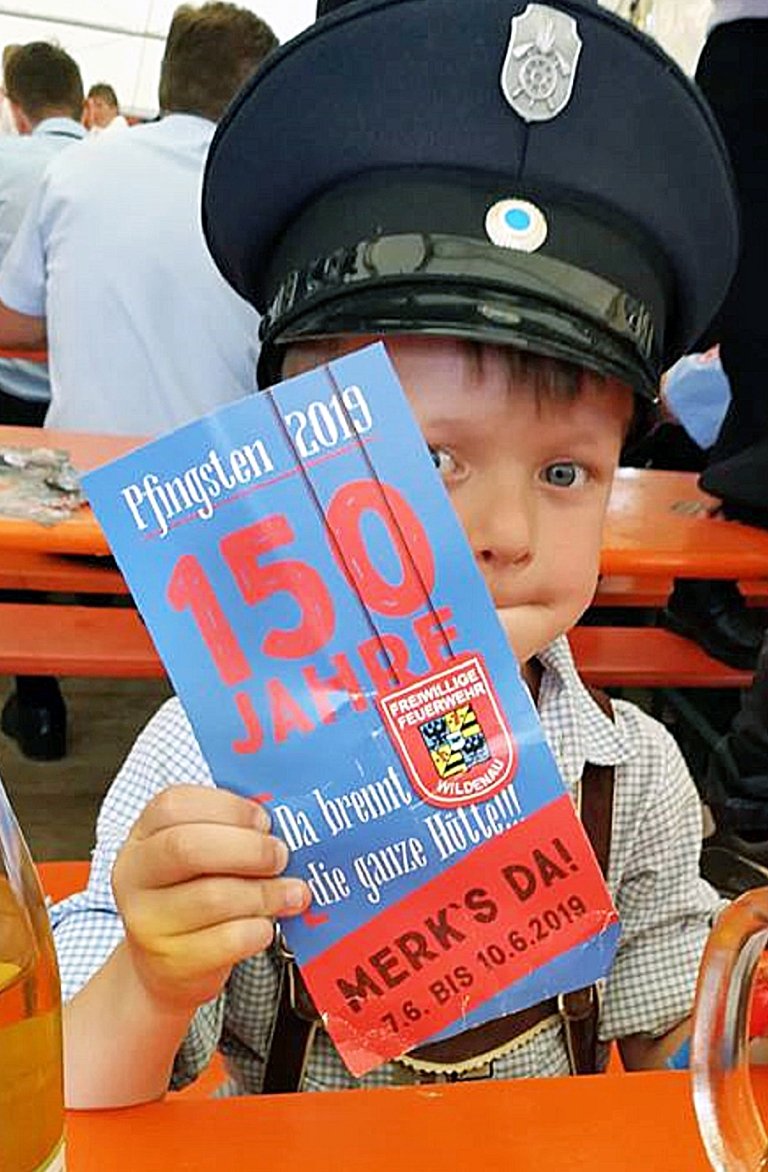 Pfingsten 2019
150
JAHRE
FREIWILLIGE
FEUERWEHR
WILDENAU
Da brennt
die ganze Hütte!!!
MERK`S DA!
7.6. BIS 10.6.2019